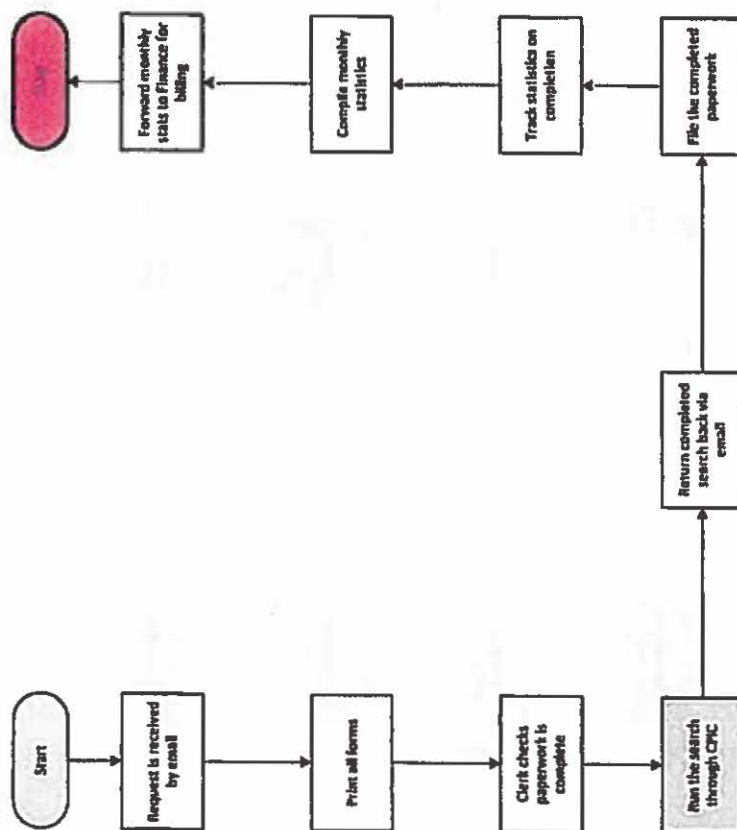 Start
Request is received
by email
Print all forms
Clerk checks
paperwork is
complete
Run the search
through CPIC
Return completed
search back via
email
File the completed
paperwork
Track statistics on
completion
Compile monthly
statistics
Forward monthly
stats to Finance for
billing